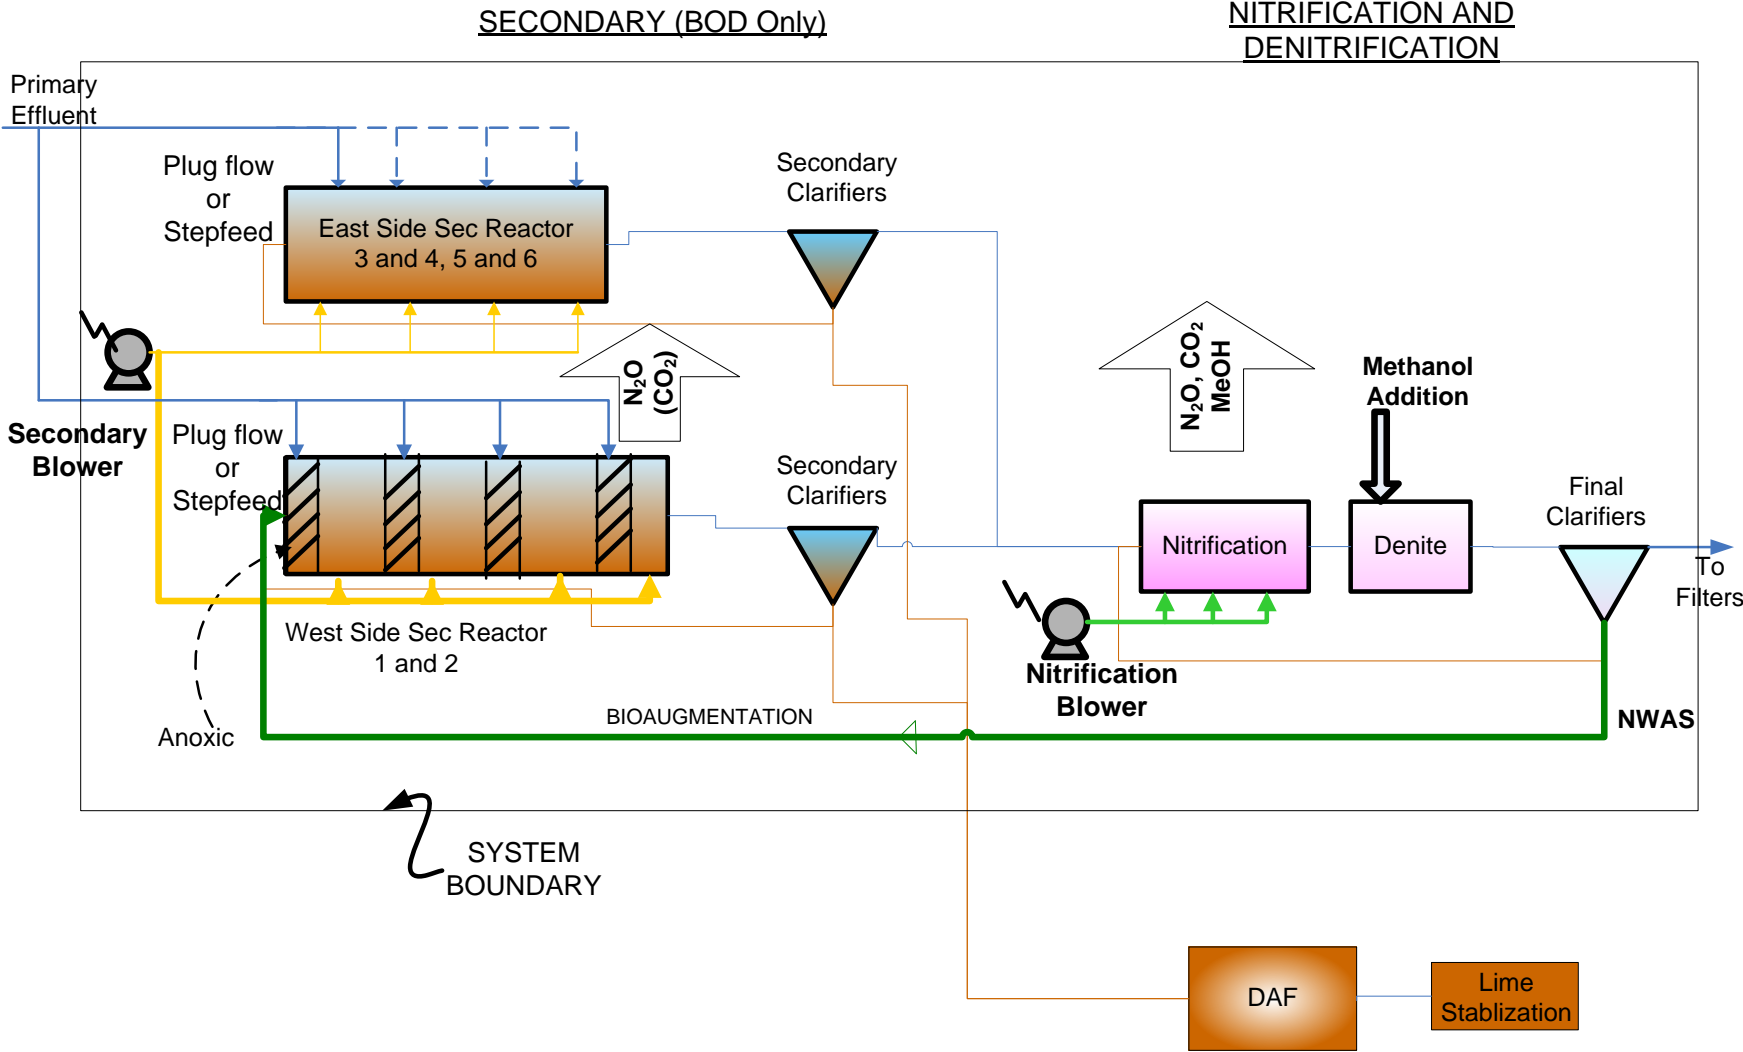 SECONDARY (BOD Only)
NITRIFICATION AND
DENITRIFICATION
Primary
Effluent
Plug flow
or
Stepfeed
East Side Sec Reactor
3 and 4, 5 and 6
Secondary
Clarifiers
N₂O
(CO₂)
N₂O, CO₂
MeOH
Methanol
Addition
Secondary
Blower
Plug flow
or
Stepfeed
Secondary
Clarifiers
Final
Clarifiers
Nitrification
Denite
To
Filters
West Side Sec Reactor
1 and 2
Nitrification
Blower
Anoxic
BIOAUGMENTATION
NWAS
SYSTEM
BOUNDARY
DAF
Lime
Stablization